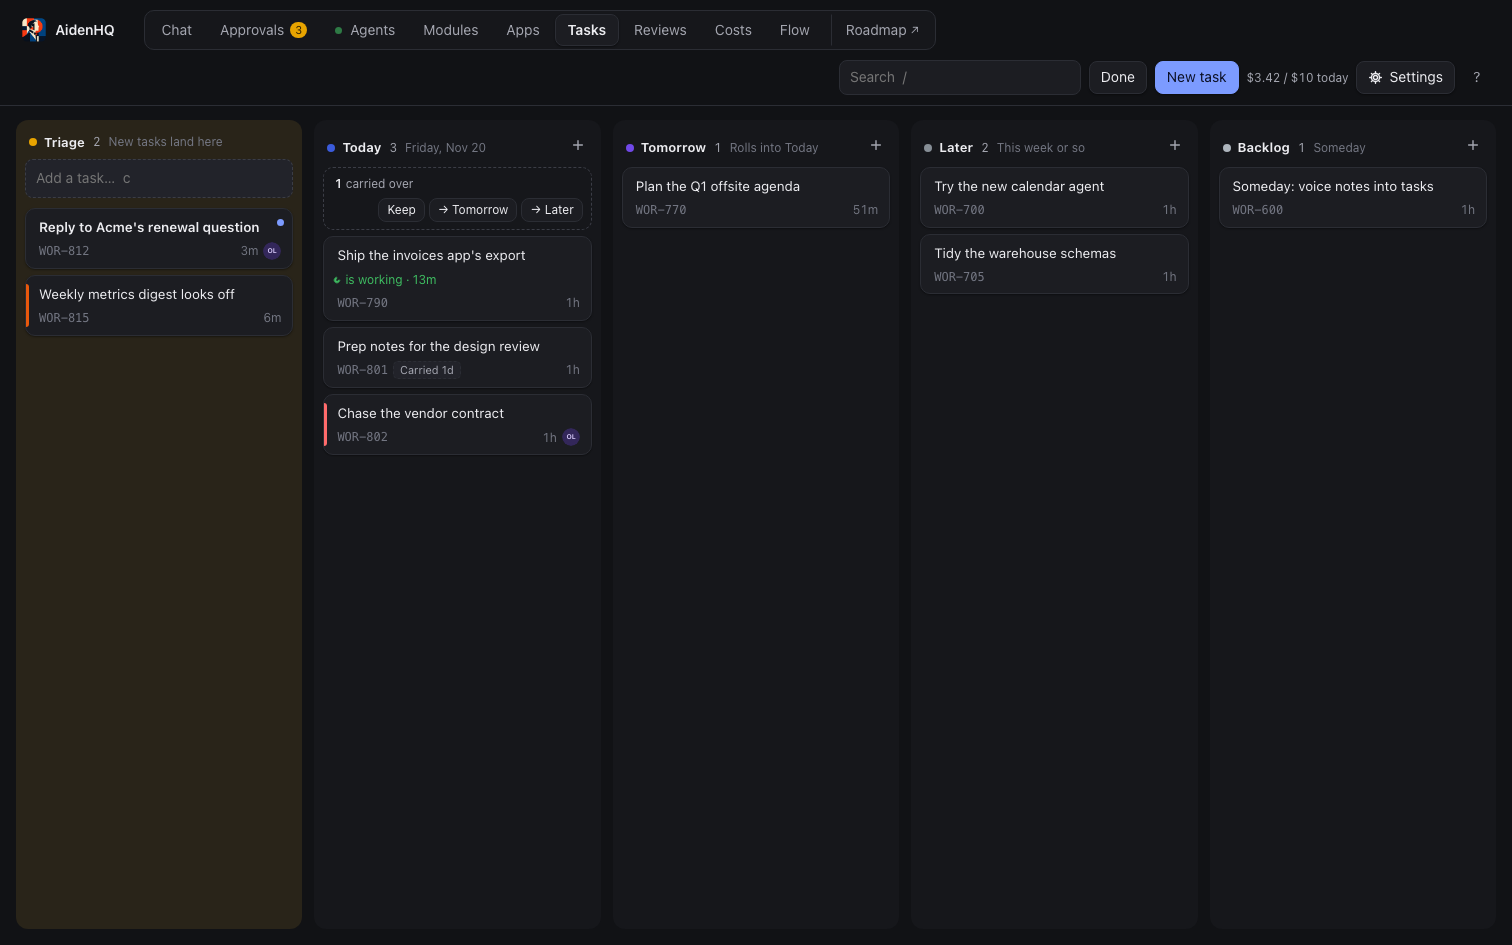 AidenHQ
Chat
Approvals 3
Agents
Modules
Apps
Tasks
Reviews
Costs
Flow
Roadmap ↗
Search /
Done
New task
$3.42 / $10 today
Settings
?
Triage 2 New tasks land here
Add a task... c
Reply to Acme's renewal question
WOR-812 3m OL
Weekly metrics digest looks off
WOR-815 6m
Today 3 Friday, Nov 20 +
1 carried over
Keep → Tomorrow → Later
Ship the invoices app's export
is working · 13m
WOR-790 1h
Prep notes for the design review
WOR-801 Carried 1d 1h
Chase the vendor contract
WOR-802 1h OL
Tomorrow 1 Rolls into Today +
Plan the Q1 offsite agenda
WOR-770 51m
Later 2 This week or so +
Try the new calendar agent
WOR-700 1h
Tidy the warehouse schemas
WOR-705 1h
Backlog 1 Someday +
Someday: voice notes into tasks
WOR-600 1h